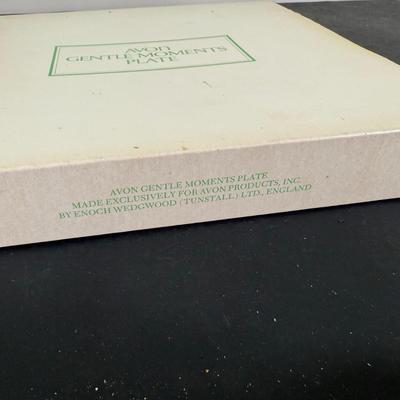 AVON
GENTLE MOMENTS
PLATE
AVON GENTLE MOMENTS PLATE
MADE EXCLUSIVELY FOR AVON PRODUCTS, INC.
BY ENOCH WEDGWOOD (TUNSTALL) LTD., ENGLAND